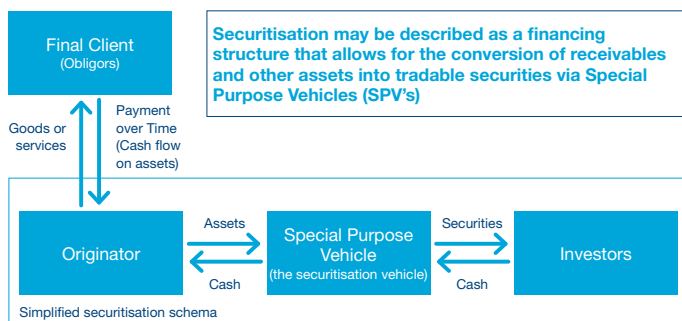 Final Client
(Obligors)
Securitisation may be described as a financing
structure that allows for the conversion of receivables
and other assets into tradable securities via Special
Purpose Vehicles (SPV's)
Goods or
services
Payment
over Time
(Cash flow
on assets)
Originator
Assets
Cash
Special Purpose
Vehicle
(the securitisation vehicle)
Securities
Cash
Investors
Simplified securitisation schema